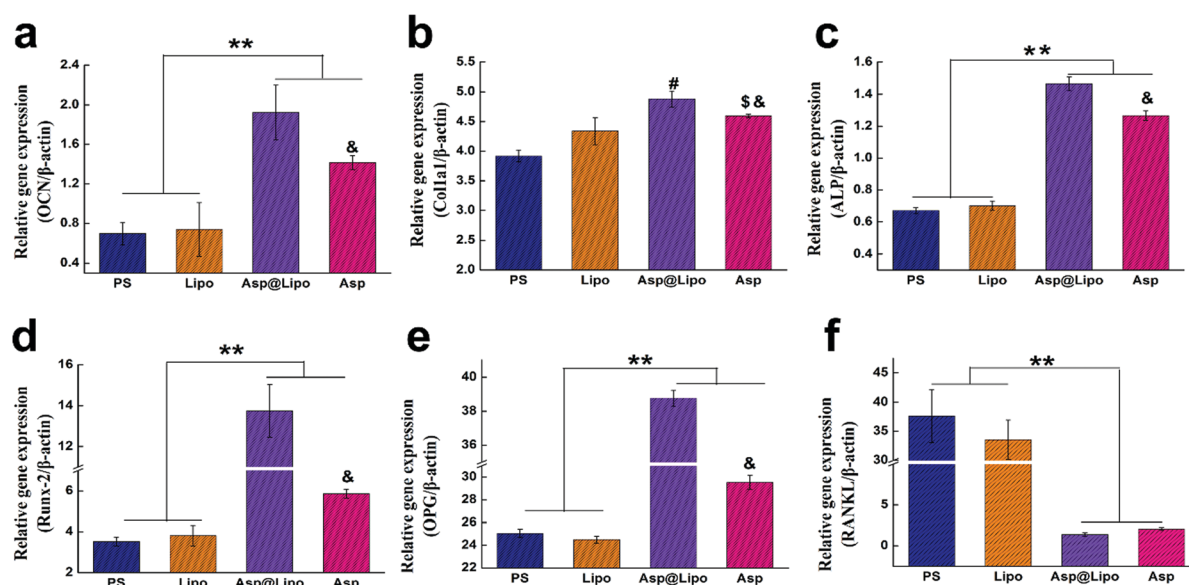 a
**
Relative gene expression
(OCN/β-actin)
2.4
2.0
1.6
1.2
0.8
0.4
&
PS Lipo Asp@Lipo Asp
b
Relative gene expression
(Col1a1/β-actin)
5.5
5.0
4.5
4.0
3.5
3.0
2.5
2.0
#
$ &
PS Lipo Asp@Lipo Asp
c
**
Relative gene expression
(ALP/β-actin)
1.6
1.4
1.2
1.0
0.8
0.6
0.4
&
PS Lipo Asp@Lipo Asp
d
**
Relative gene expression
(Runx-2/β-actin)
16
14
12
6
4
2
&
PS Lipo Asp@Lipo Asp
e
**
Relative gene expression
(OPG/β-actin)
40
38
36
30
28
26
24
22
&
PS Lipo Asp@Lipo Asp
f
**
Relative gene expression
(RANKL/β-actin)
45
40
35
30
5
0
PS Lipo Asp@Lipo Asp